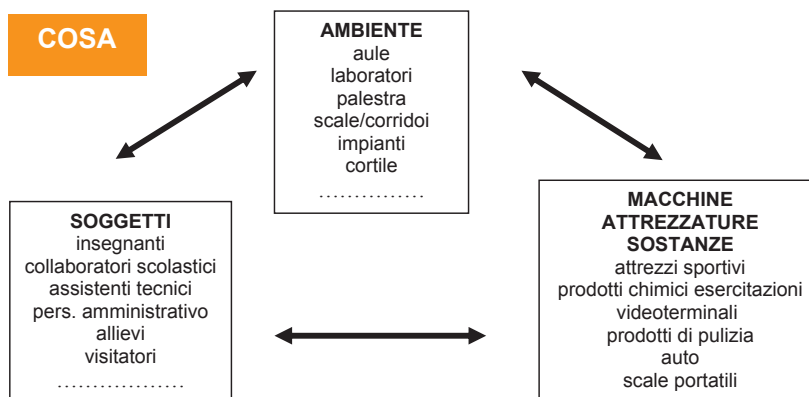 COSA
AMBIENTE
aule
laboratori
palestra
scale/corridoi
impianti
cortile
……………
SOGGETTI
insegnanti
collaboratori scolastici
assistenti tecnici
pers. amministrativo
allievi
visitatori
………………
MACCHINE
ATTREZZATURE
SOSTANZE
attrezzi sportivi
prodotti chimici esercitazioni
videoterminali
prodotti di pulizia
auto
scale portatili